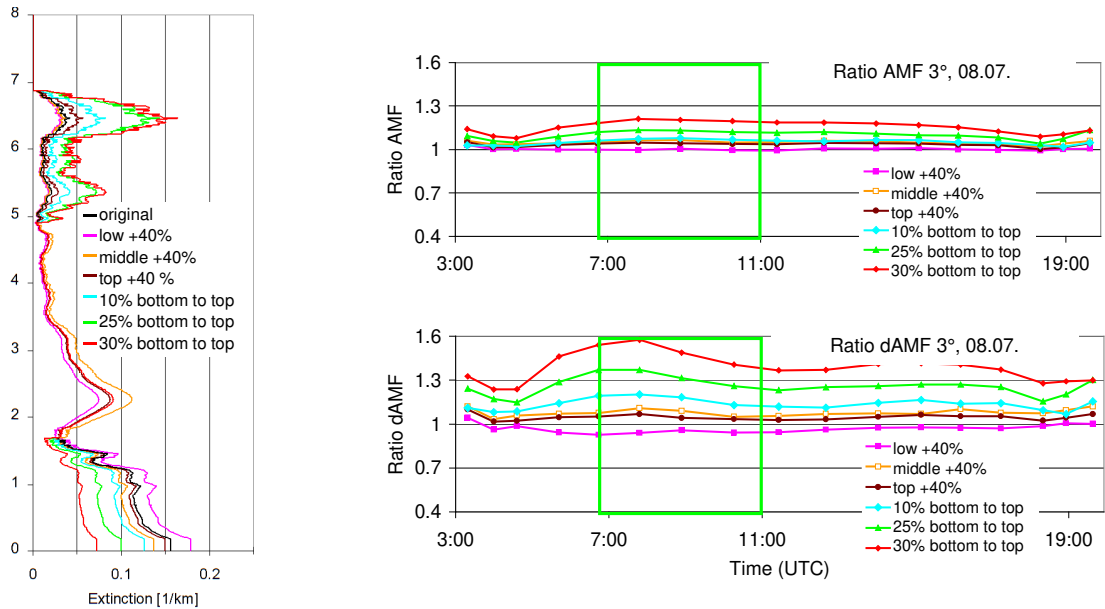 8
7
6
5
4
3
2
1
0
original
low +40%
middle +40%
top +40 %
10% bottom to top
25% bottom to top
30% bottom to top
0
0.1
0.2
Extinction [1/km]
Ratio AMF 3°, 08.07.
Ratio AMF
1.6
1.3
1
0.7
0.4
low +40%
middle +40%
top +40%
10% bottom to top
25% bottom to top
30% bottom to top
3:00
7:00
11:00
19:00
Ratio dAMF 3°, 08.07.
Ratio dAMF
1.6
1.3
1
0.7
0.4
low +40%
middle +40%
top +40%
10% bottom to top
25% bottom to top
30% bottom to top
3:00
7:00
11:00
19:00
Time (UTC)